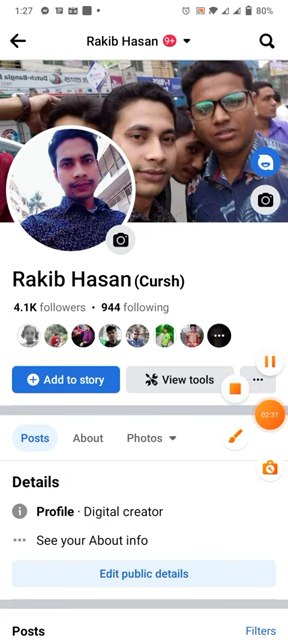 1:27
80%
Rakib Hasan 9+
Rakib Hasan (Cursh)
4.1K followers • 944 following
Add to story
View tools
02:31
Posts
About
Photos
Details
Profile · Digital creator
See your About info
Edit public details
Posts
Filters